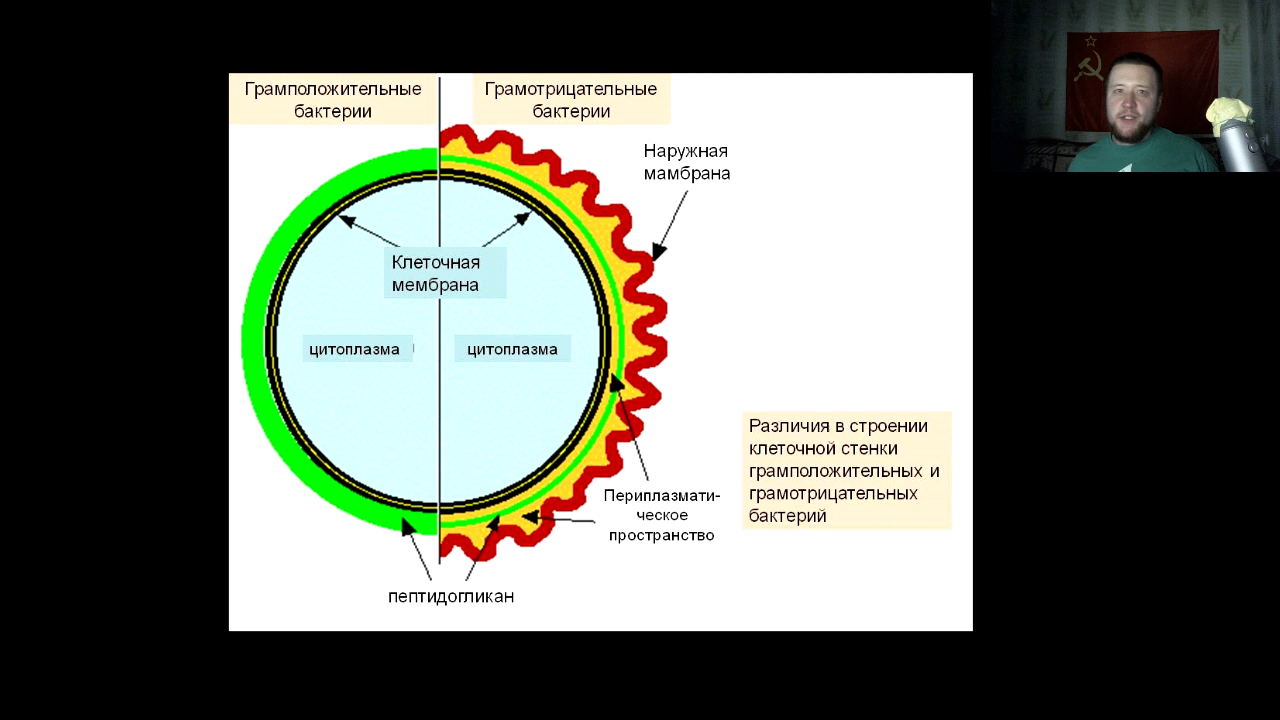 Грамположительные
бактерии
Грамотрицательные
бактерии
Наружная
мамбрана
Клеточная
мембрана
цитоплазма
цитоплазма
Различия в строении
клеточной стенки
грамположительных и
грамотрицательных
бактерий
Периплазмати-
ческое
пространство
пептидогликан